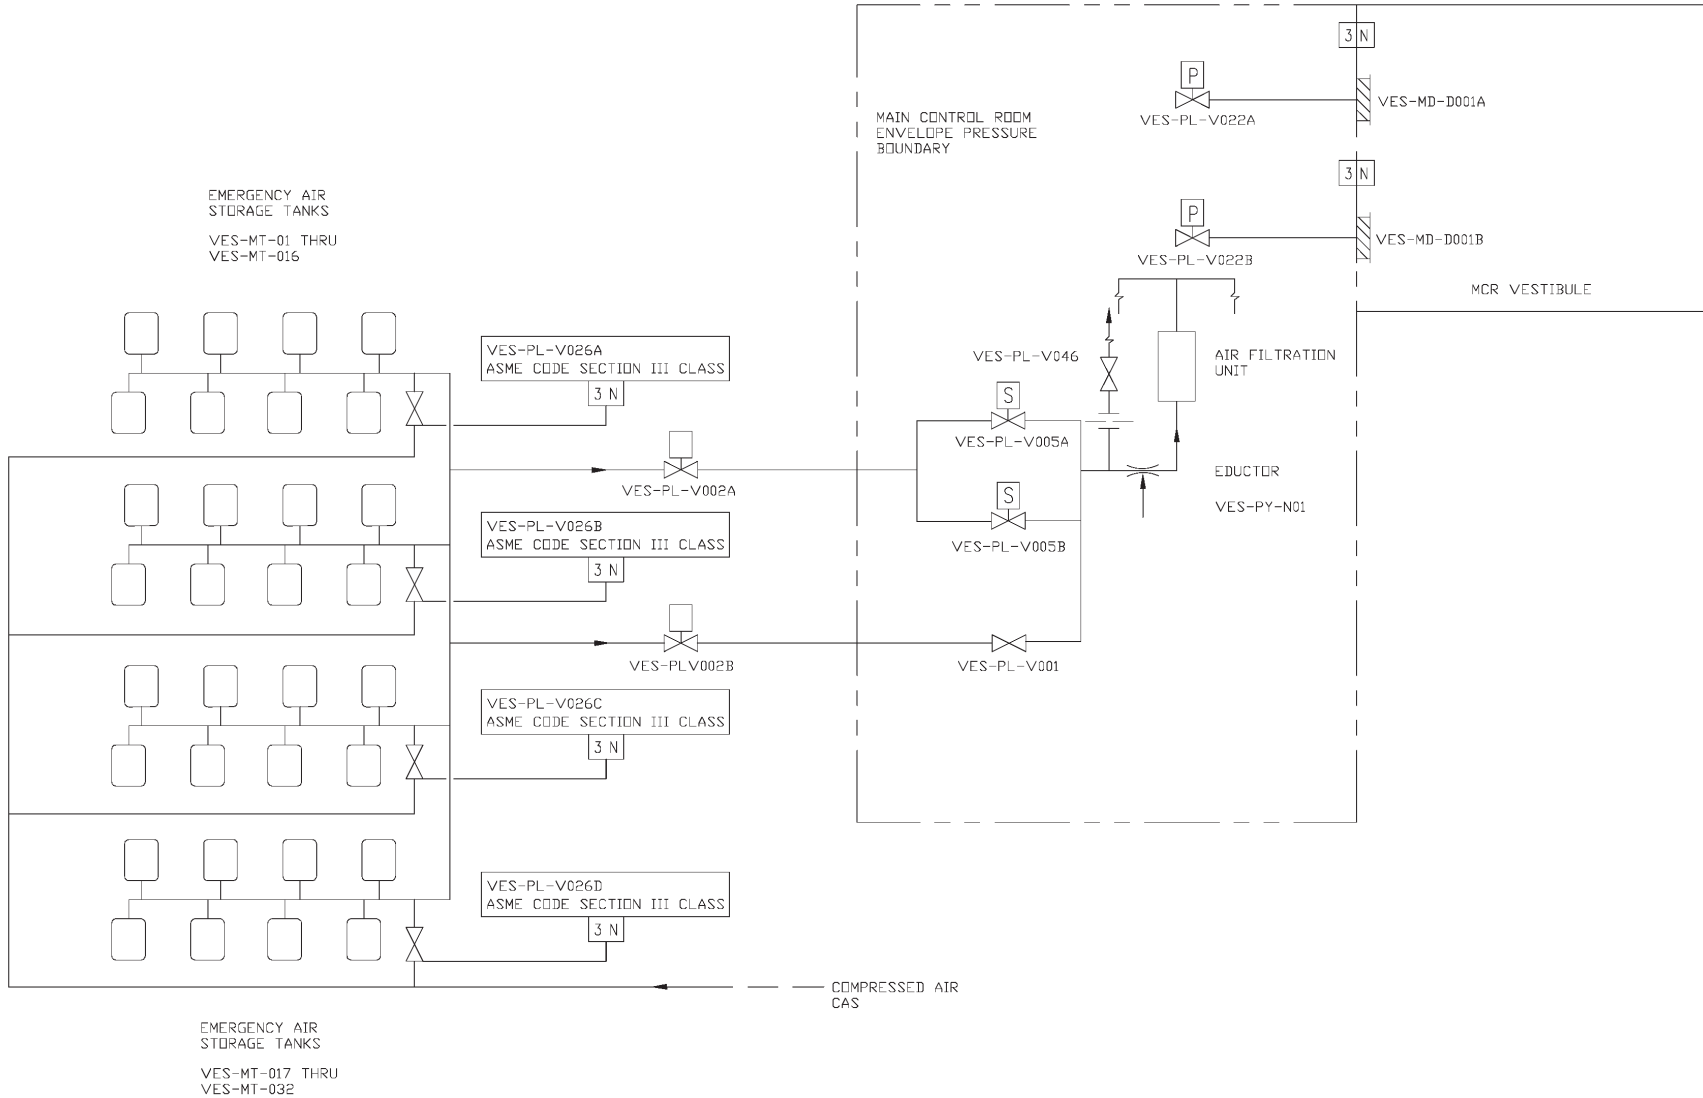 3 N
P
VES-MD-D001A
VES-PL-V022A
MAIN CONTROL ROOM
ENVELOPE PRESSURE
BOUNDARY
3 N
P
VES-MD-D001B
VES-PL-V022B
MCR VESTIBULE
EMERGENCY AIR
STORAGE TANKS
VES-MT-01 THRU
VES-MT-016
VES-PL-V026A
ASME CODE SECTION III CLASS
3 N
VES-PL-V046
AIR FILTRATION
UNIT
S
VES-PL-V005A
VES-PL-V002A
EDUCTOR
VES-PY-N01
S
VES-PL-V005B
VES-PL-V026B
ASME CODE SECTION III CLASS
3 N
VES-PLV002B
VES-PL-V001
VES-PL-V026C
ASME CODE SECTION III CLASS
3 N
VES-PL-V026D
ASME CODE SECTION III CLASS
3 N
COMPRESSED AIR
CAS
EMERGENCY AIR
STORAGE TANKS
VES-MT-017 THRU
VES-MT-032